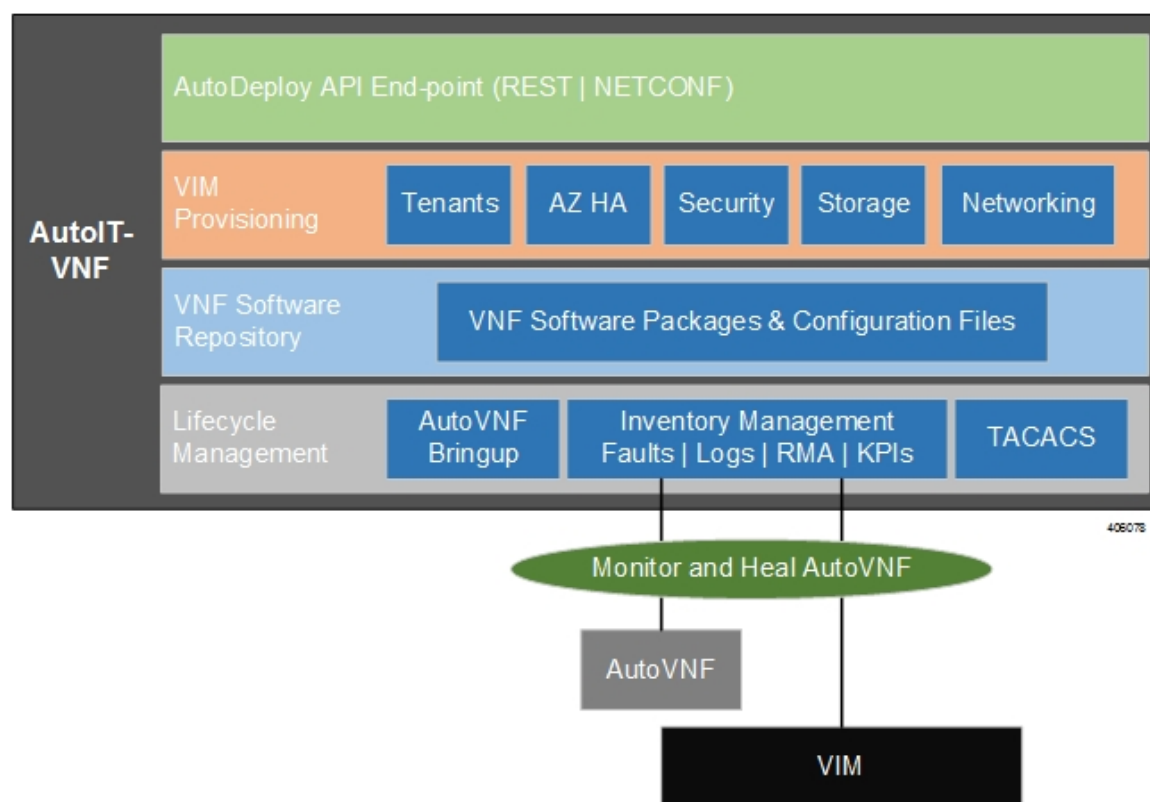 AutoDeploy API End-point (REST | NETCONF)
AutoIT-
VNF
VIM
Provisioning
Tenants
AZ HA
Security
Storage
Networking
VNF Software
Repository
VNF Software Packages & Configuration Files
Lifecycle
Management
AutoVNF
Bringup
Inventory Management
Faults | Logs | RMA | KPIs
TACACS
406078
Monitor and Heal AutoVNF
AutoVNF
VIM